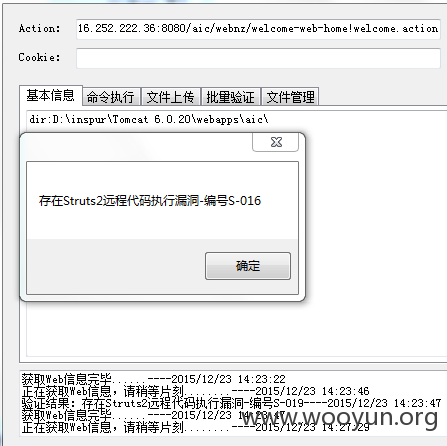 Action: 16.252.222.36:8080/aic/webnz/welcome-web-home!welcome.action
Cookie:
基本信息 命令执行 文件上传 批量验证 文件管理
dir:D:\inspur\Tomcat 6.0.20\webapps\aic\
存在Struts2远程代码执行漏洞-编号S-016
确定
获取Web信息完毕......----2015/12/23 14:23:22
正在获取Web信息，请稍等片刻........----2015/12/23 14:23:46
验证结果：存在Struts2远程代码执行漏洞-编号S-019----2015/12/23 14:23:47
获取Web信息完毕......----2015/12/23 14:23:47
正在获取Web信息，请稍等片刻........----2015/12/23 14:27:29
www.wooyun.org